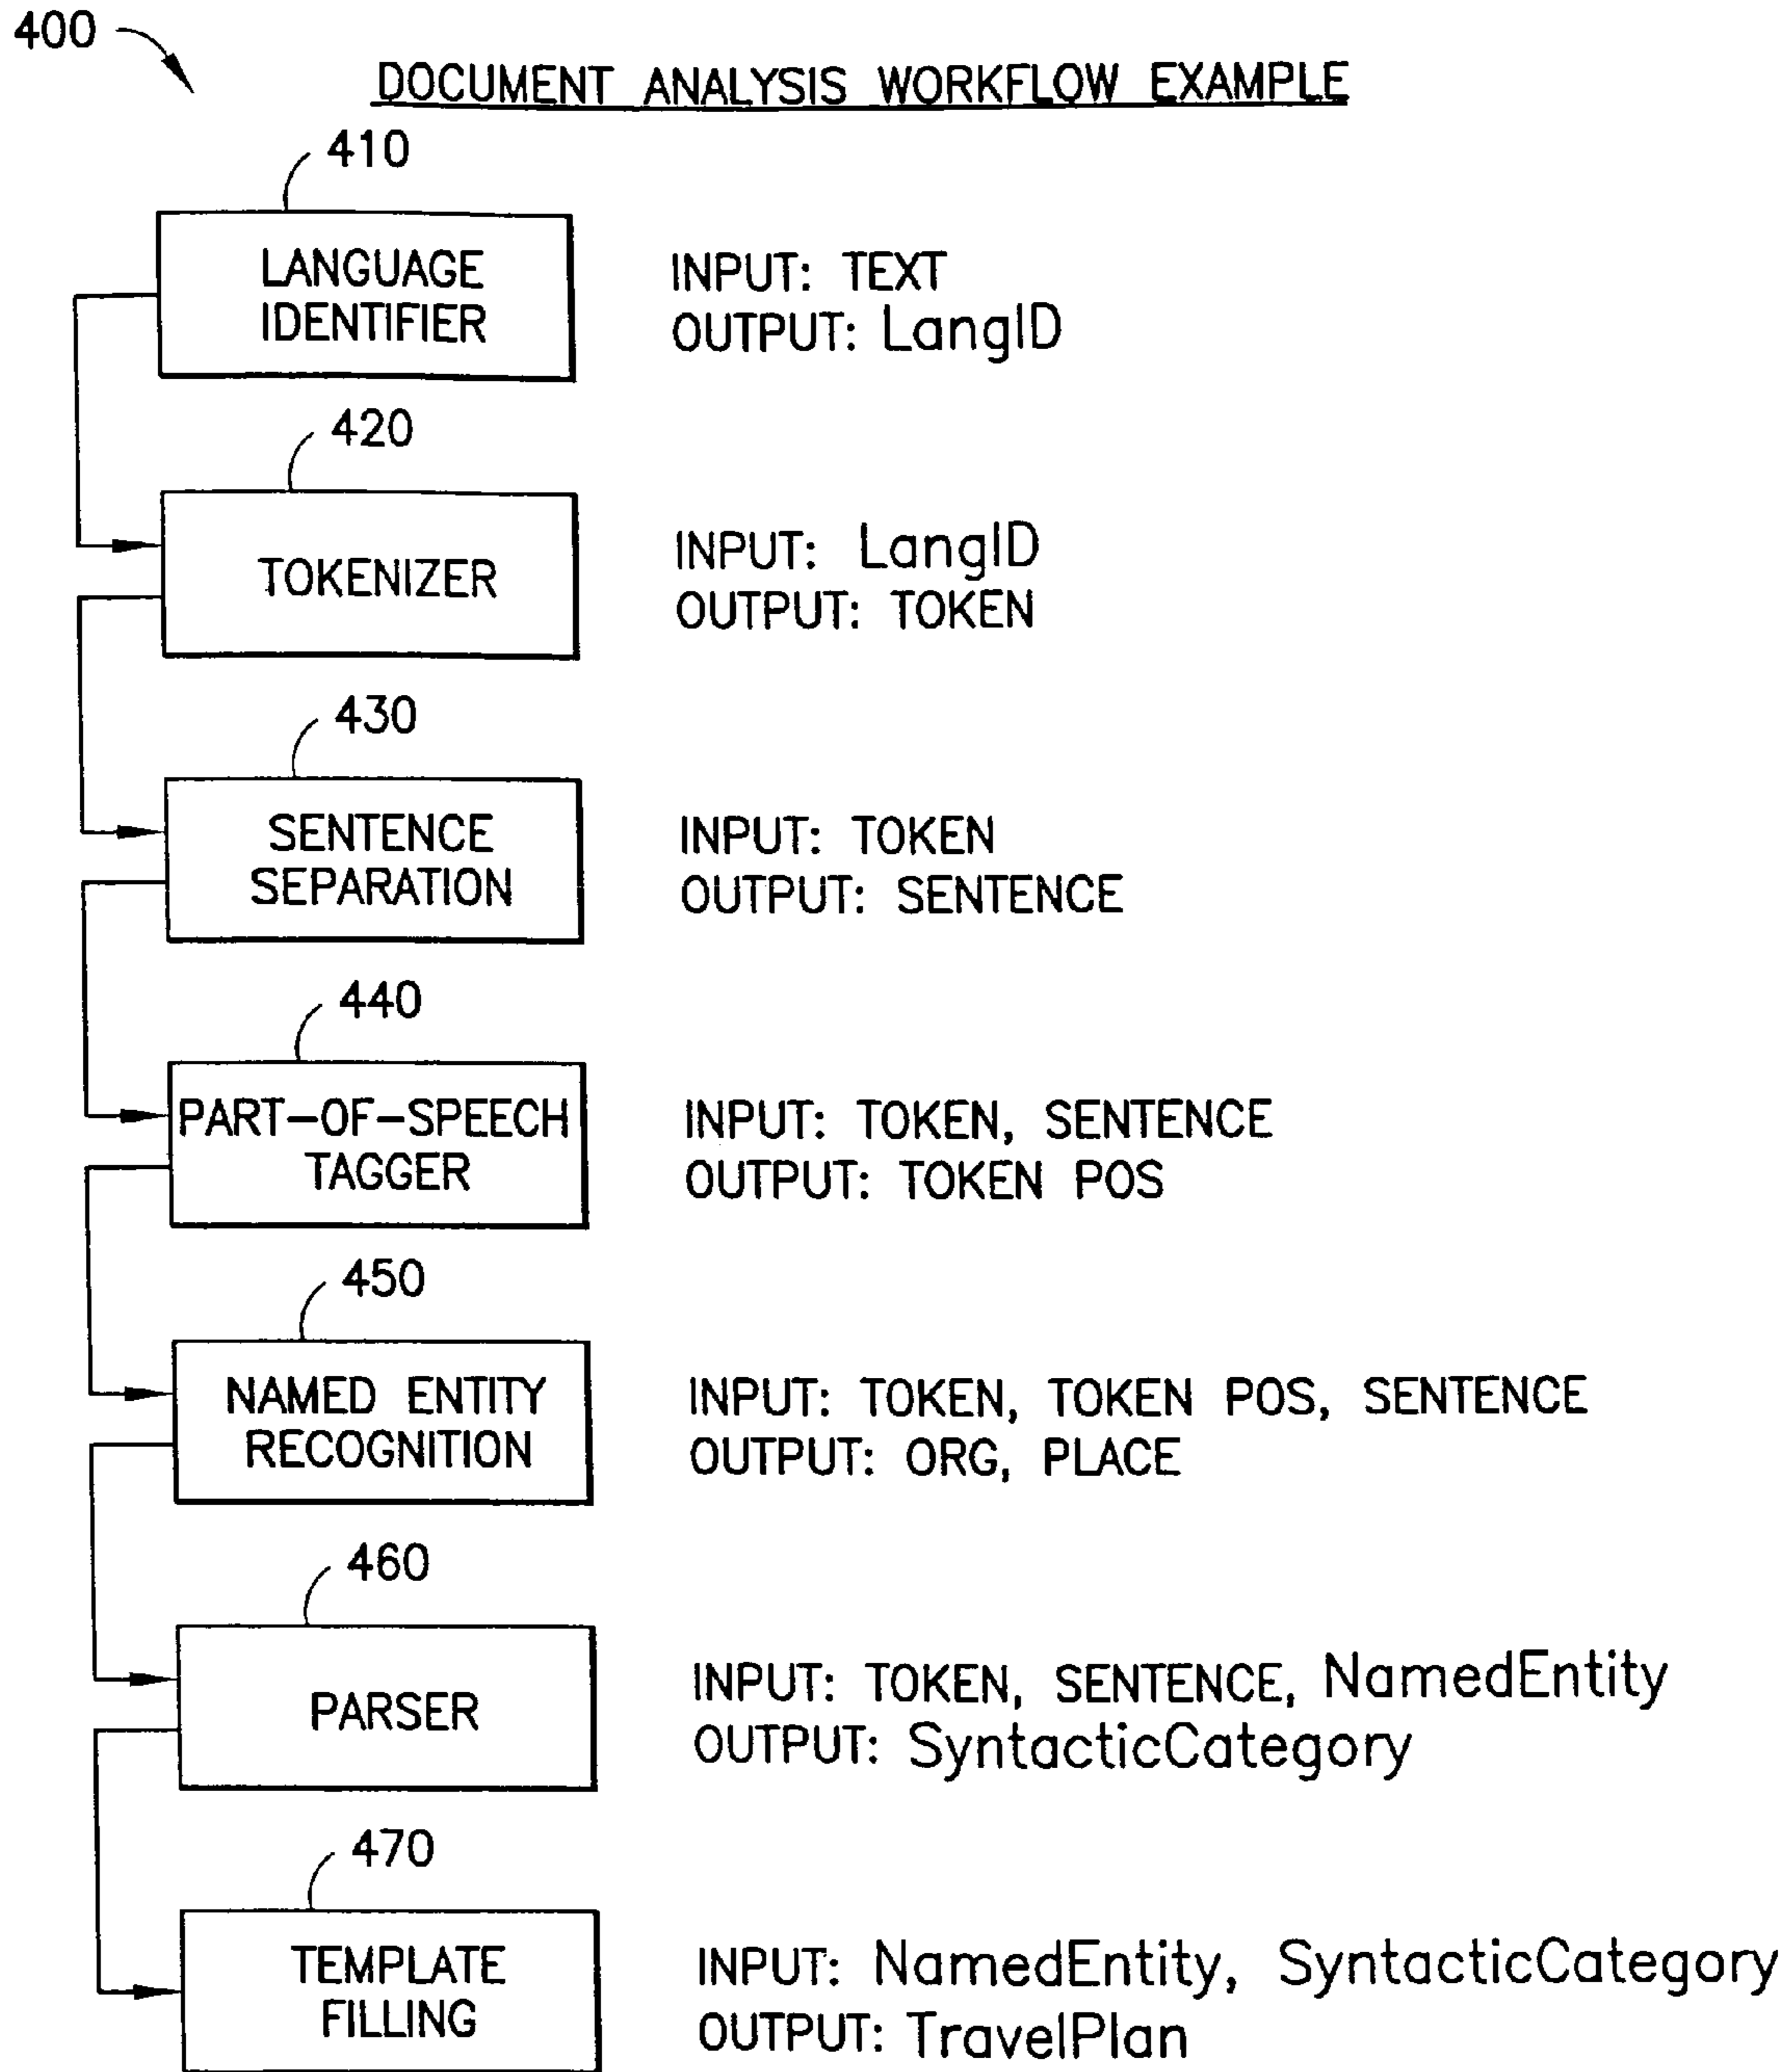 400
DOCUMENT ANALYSIS WORKFLOW EXAMPLE
410
LANGUAGE
IDENTIFIER
INPUT: TEXT
OUTPUT: LangID
420
TOKENIZER
INPUT: LangID
OUTPUT: TOKEN
430
SENTENCE
SEPARATION
INPUT: TOKEN
OUTPUT: SENTENCE
440
PART-OF-SPEECH
TAGGER
INPUT: TOKEN, SENTENCE
OUTPUT: TOKEN POS
450
NAMED ENTITY
RECOGNITION
INPUT: TOKEN, TOKEN POS, SENTENCE
OUTPUT: ORG, PLACE
460
PARSER
INPUT: TOKEN, SENTENCE, NamedEntity
OUTPUT: SyntacticCategory
470
TEMPLATE
FILLING
INPUT: NamedEntity, SyntacticCategory
OUTPUT: TravelPlan